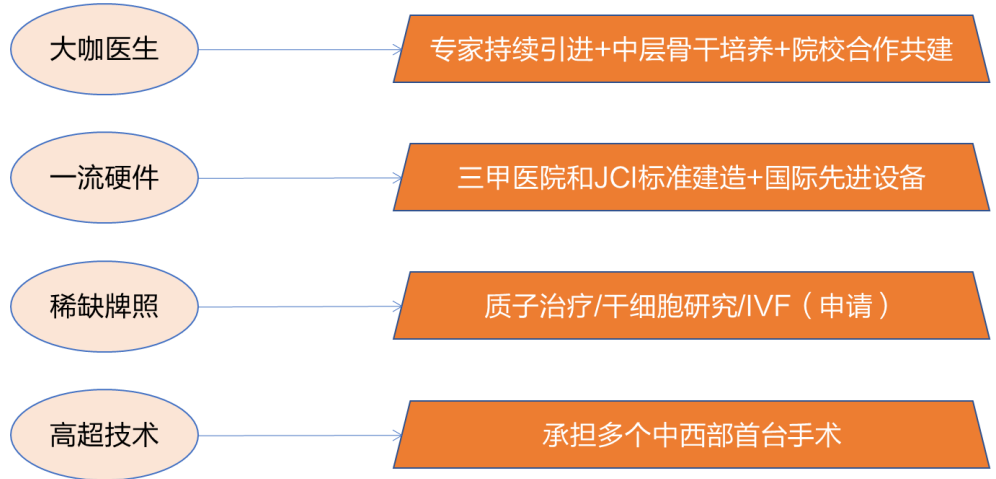 大咖医生
专家持续引进+中层骨干培养+院校合作共建
一流硬件
三甲医院和JCI标准建造+国际先进设备
稀缺牌照
质子治疗/干细胞研究/IVF（申请）
高超技术
承担多个中西部首台手术